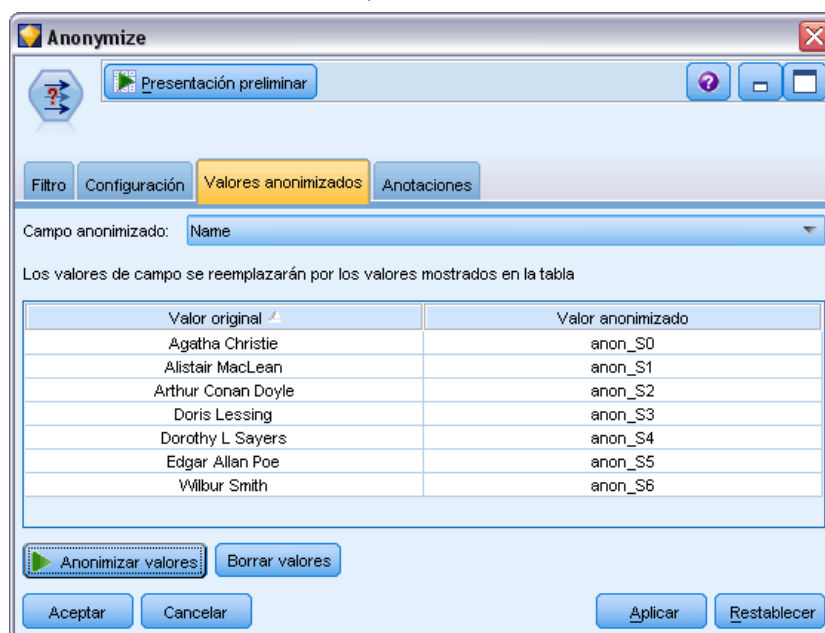 Anonymize
Presentación preliminar
Filtro Configuración Valores anonimizados Anotaciones
Campo anonimizado: Name
Los valores de campo se reemplazarán por los valores mostrados en la tabla
Valor original Valor anonimizado
Agatha Christie anon_S0
Alistair MacLean anon_S1
Arthur Conan Doyle anon_S2
Doris Lessing anon_S3
Dorothy L Sayers anon_S4
Edgar Allan Poe anon_S5
Wilbur Smith anon_S6
Anonimizar valores Borrar valores
Aceptar Cancelar Aplicar Restablecer